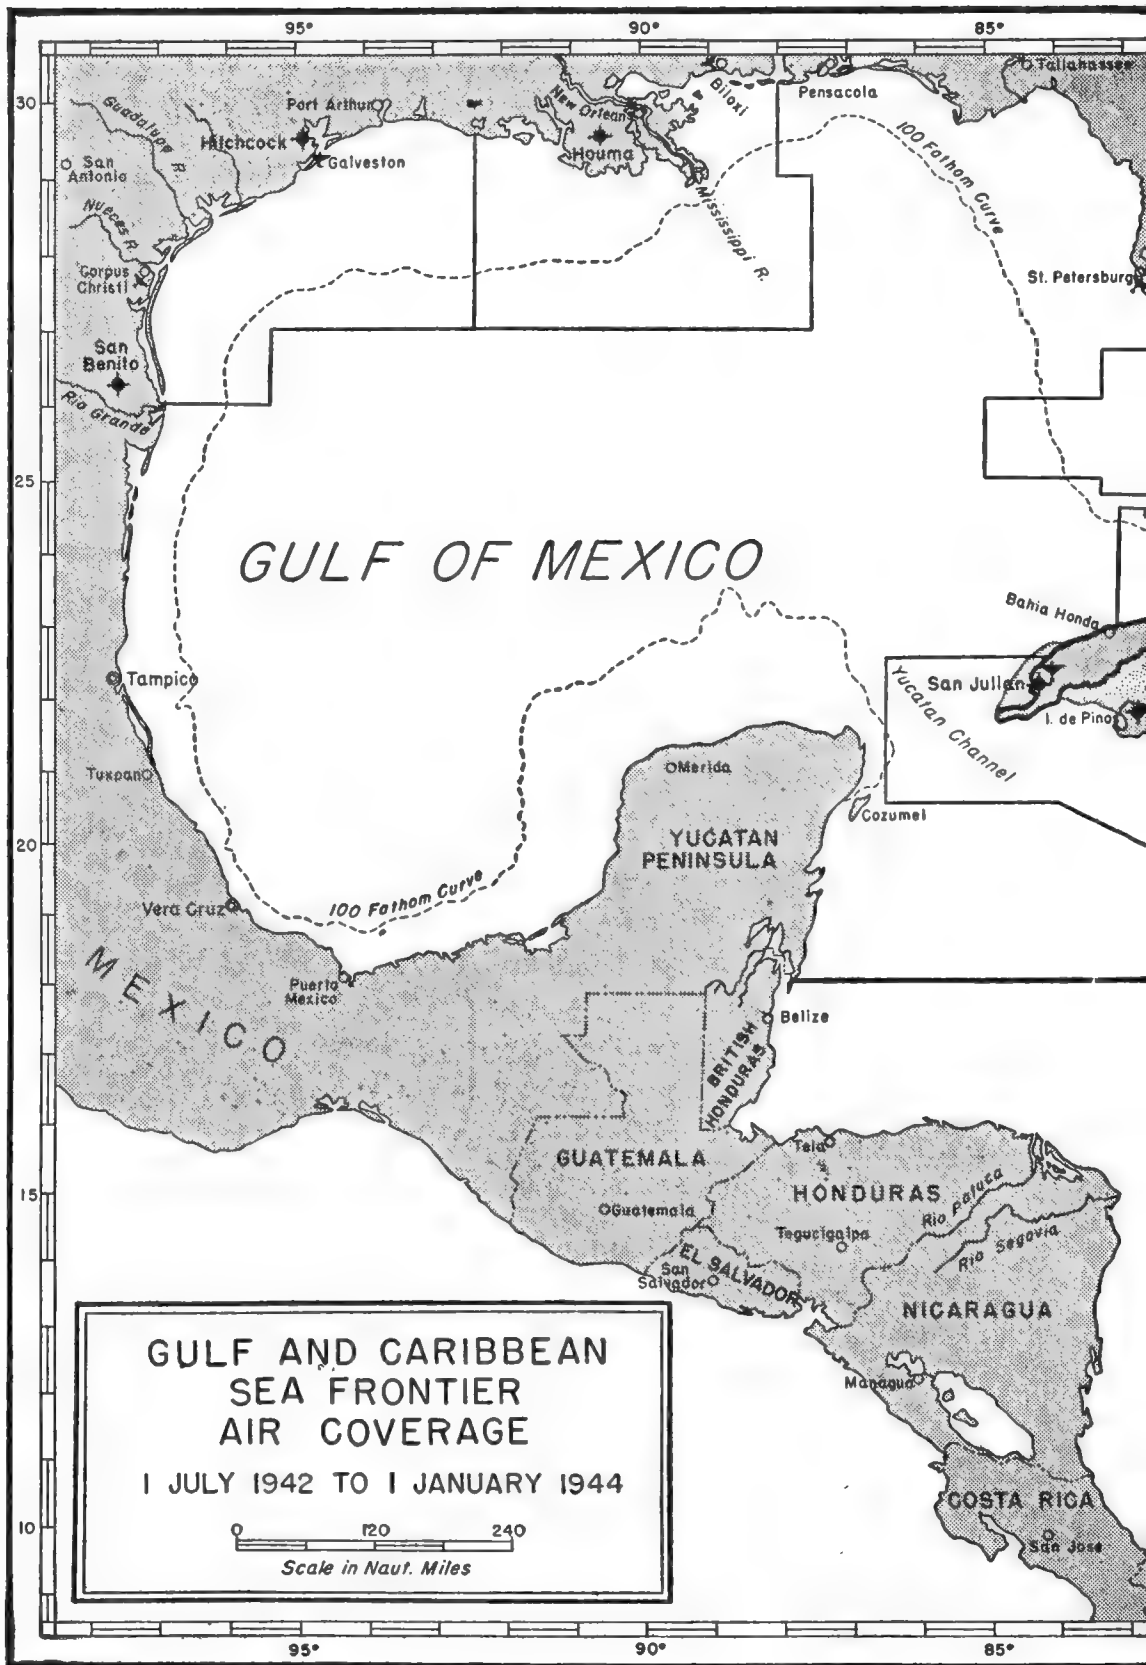 95°
90°
85°
30
Tallahassee
Port Arthur
New Orleans
Biloxi
Pensacola
Guadalupe R.
Hitchcock
Houma
100 Fathom Curve
San
Antonia
Galveston
Mississippi R.
Nueces R.
Corpus
Christi
St. Petersburg
San
Benito
Rio Grande
25
GULF OF MEXICO
Bahia Honda
Tampico
San Julian
Yucatan Channel
I. de Pinos
Tuxpan
Merida
Cozumel
20
YUCATAN
PENINSULA
100 Fathom Curve
Vera Cruz
MEXICO
Puerto
Mexico
Belize
BRITISH
HONDURAS
Tela
GUATEMALA
15
HONDURAS
Rio Patuca
Guatemala
Tegucigalpa
Rio Segovia
EL SALVADOR
San
Salvador
NICARAGUA
GULF AND CARIBBEAN
SEA FRONTIER
AIR COVERAGE
1 JULY 1942 TO 1 JANUARY 1944
Managua
COSTA RICA
10
0 120 240
San Jose
Scale in Naut. Miles
95°
90°
85°